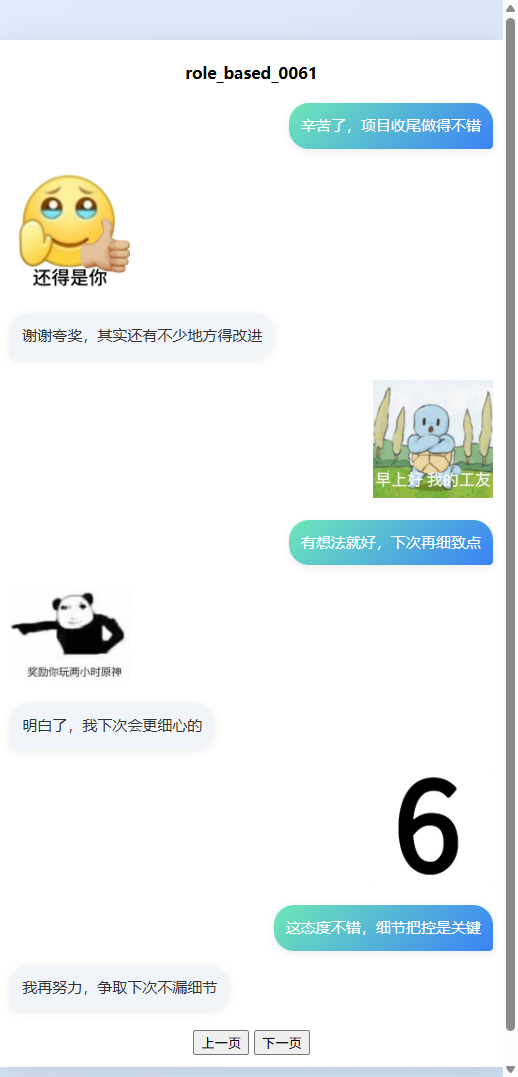 role_based_0061
辛苦了，项目收尾做得不错
还得是你
谢谢夸奖，其实还有不少地方得改进
早上好 我的工友
有想法就好，下次再细致点
奖励你玩两小时原神
明白了，我下次会更细心的
6
这态度不错，细节把控是关键
我再努力，争取下次不漏细节
上一页 下一页